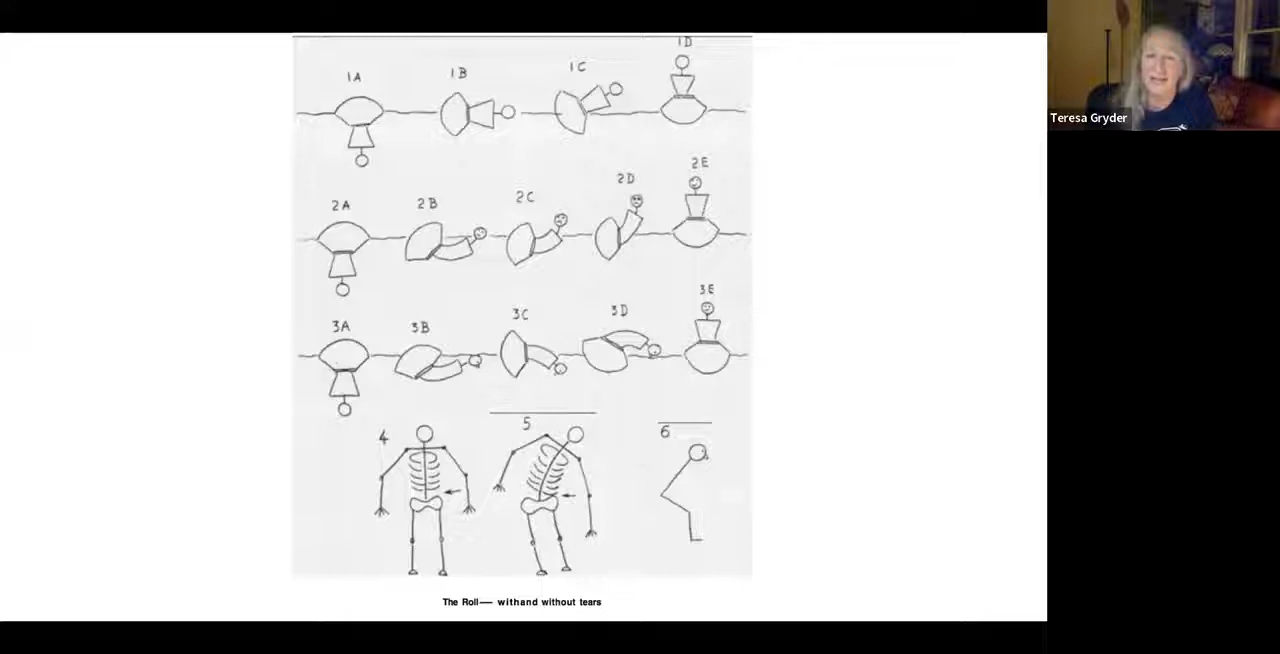 1A 1B 1C 1D
2A 2B 2C 2D 2E
3A 3B 3C 3D 3E
4 5 6
The Roll— withand without tears
Teresa Gryder